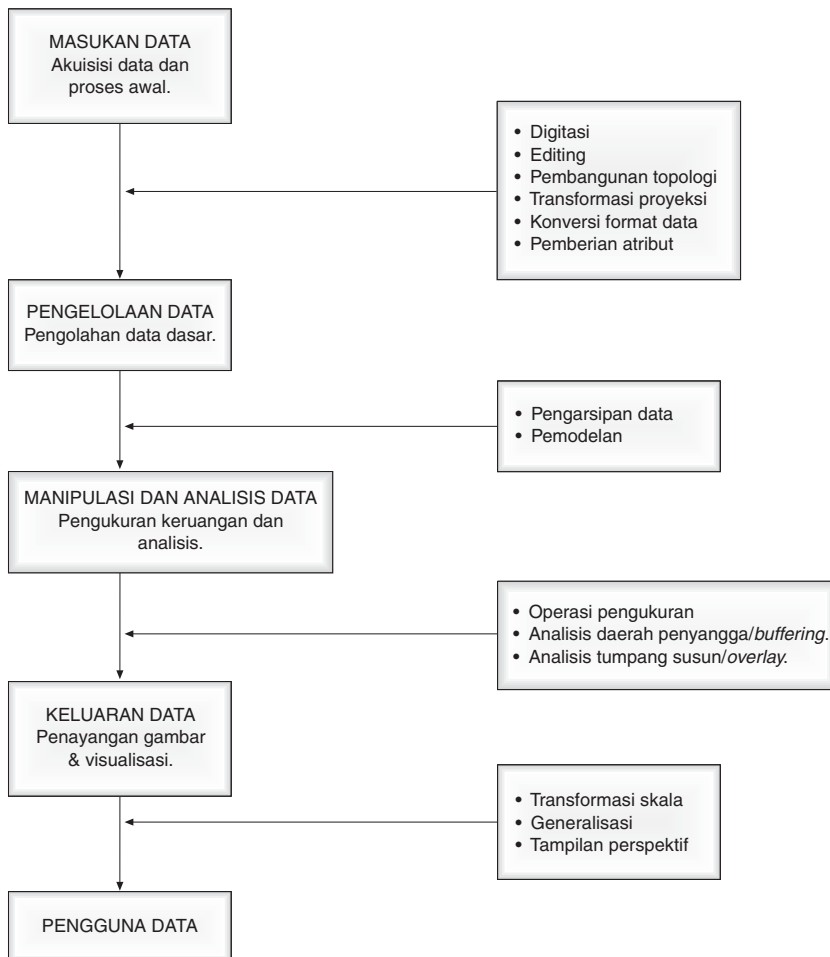 MASUKAN DATA
Akuisisi data dan
proses awal.
• Digitasi
• Editing
• Pembangunan topologi
• Transformasi proyeksi
• Konversi format data
• Pemberian atribut
PENGELOLAAN DATA
Pengolahan data dasar.
• Pengarsipan data
• Pemodelan
MANIPULASI DAN ANALISIS DATA
Pengukuran keruangan dan
analisis.
• Operasi pengukuran
• Analisis daerah penyangga/buffering.
• Analisis tumpang susun/overlay.
KELUARAN DATA
Penayangan gambar
& visualisasi.
• Transformasi skala
• Generalisasi
• Tampilan perspektif
PENGGUNA DATA